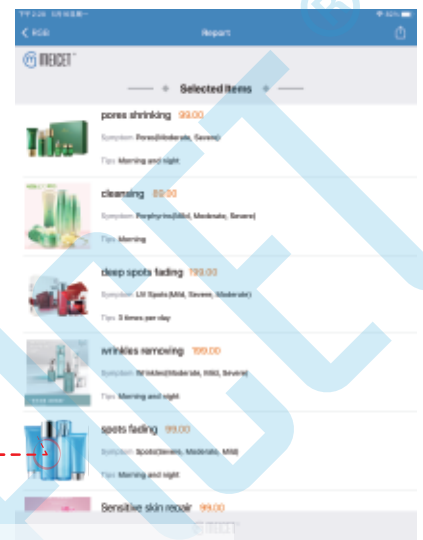 RGB
Report
MEICET
Selected Items
pores shrinking 99.00
Symptom Pores(Moderate, Severe)
Tips Morning and night
cleansing 89.00
Symptom Porphyrins(Mild, Moderate, Severe)
Tips Morning
deep spots fading 199.00
Symptom UV Spots(Mild, Severe, Moderate)
Tips 3 times per day
wrinkles removing 199.00
Symptom Wrinkles(Moderate, Mild, Severe)
Tips Morning and night
spots fading 99.00
Symptom Spots(Severe, Moderate, Mild)
Tips Morning and night
Sensitive skin repair 99.00
MEICET